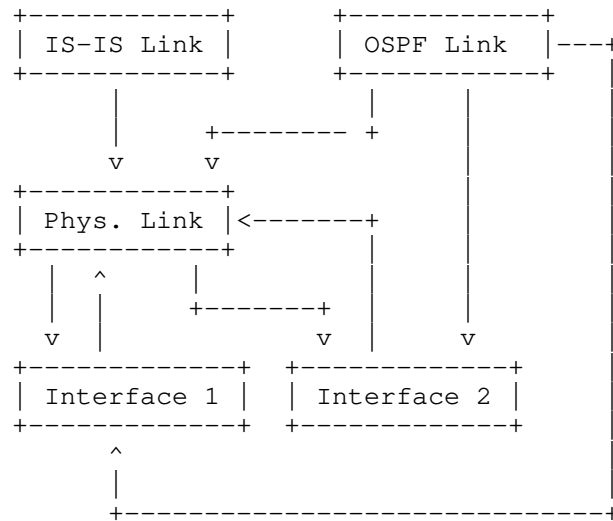 IS-IS Link
OSPF Link
Phys. Link
Interface 1
Interface 2